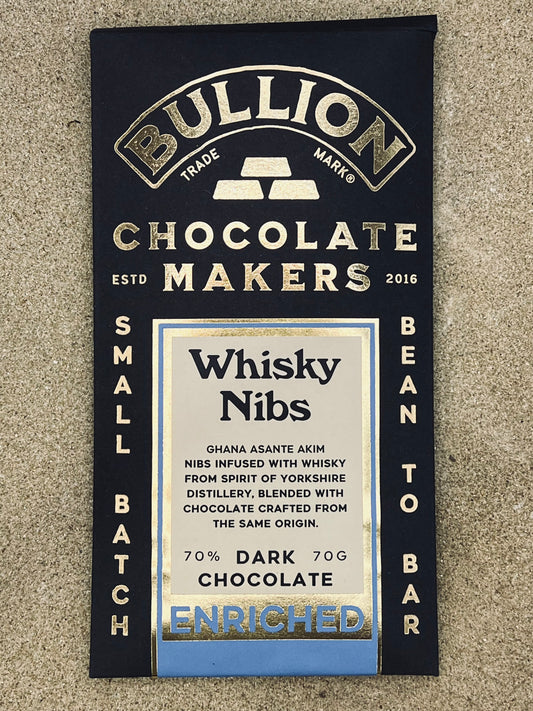 BULLION
TRADE MARK®
CHOCOLATE
ESTD MAKERS 2016
SMALL BATCH
BEAN TO BAR
Whisky
Nibs
GHANA ASANTE AKIM
NIBS INFUSED WITH WHISKY
FROM SPIRIT OF YORKSHIRE
DISTILLERY, BLENDED WITH
CHOCOLATE CRAFTED FROM
THE SAME ORIGIN.
70% DARK 70G
CHOCOLATE
ENRICHED